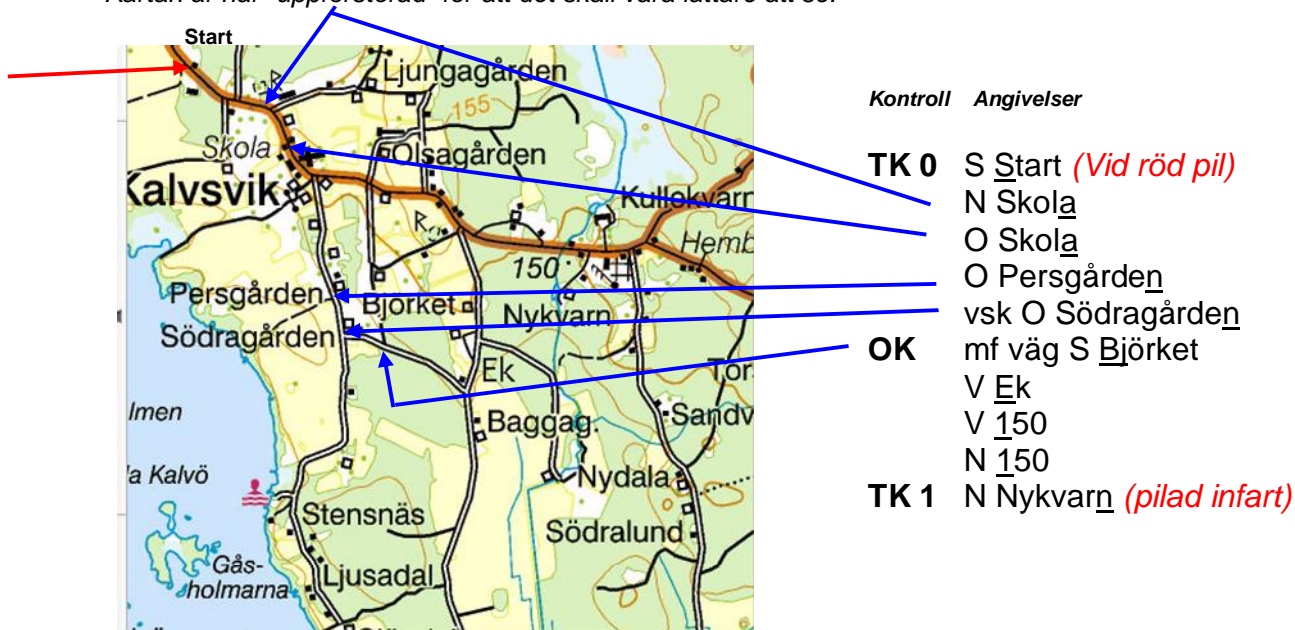 Start
Ljungagården
155
Skola
Olsagården
Kalvsvik
Kullekvarn
Hemb
150
Persgården
Björket
Nykvarn
Södragården
Ek
Tors
lmen
Baggag.
Sandv
la Kalvö
Nydala
Stensnäs
Södralund
Gås-
holmarna
Ljusadal
Kontroll Angivelser
TK 0 S Start (Vid röd pil)
N Skola
O Skola
O Persgården
vsk O Södragården
OK mf väg S Björket
V Ek
V 150
N 150
TK 1 N Nykvarn (pilad infart)